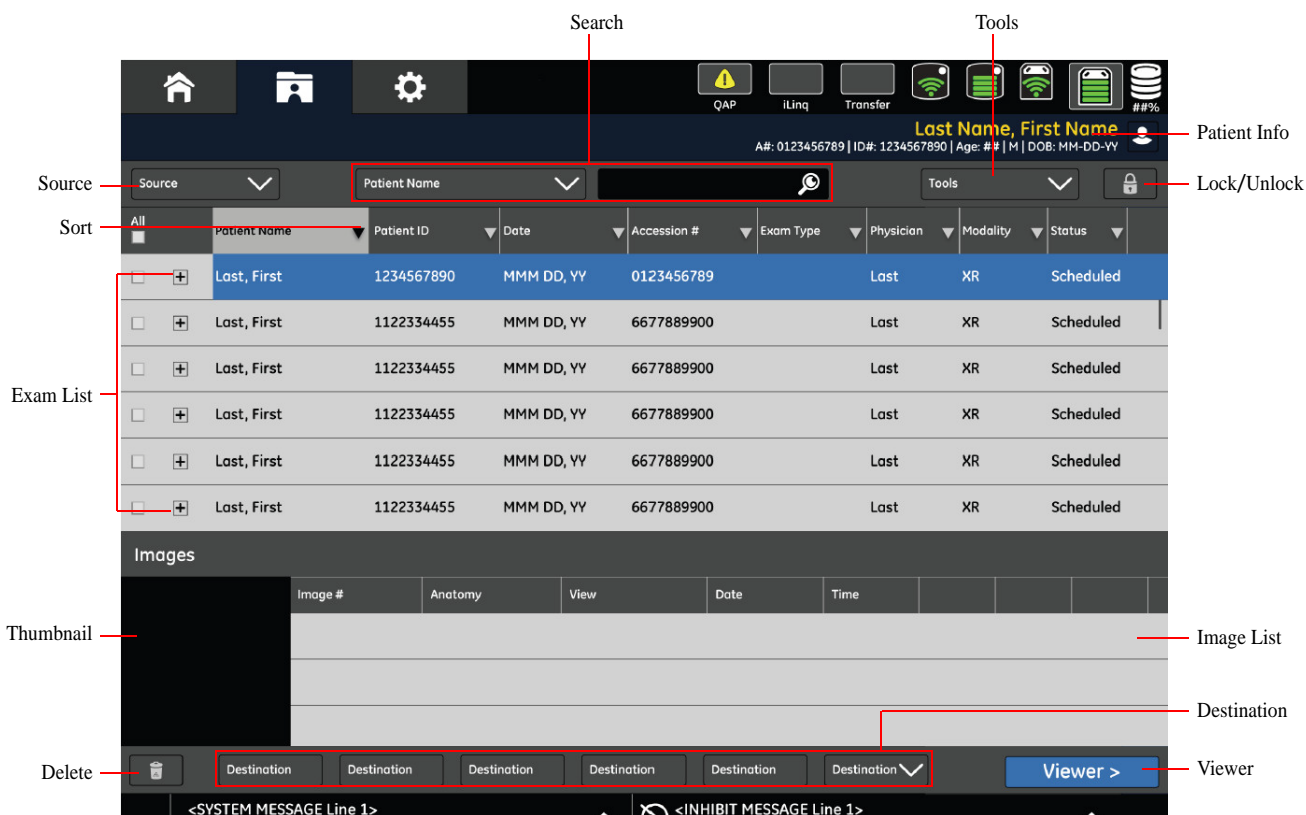 Search
Tools
QAP
iLinq
Transfer
##%
Last Name, First Name
Patient Info
A#: 0123456789 | ID#: 1234567890 | Age: ## | M | DOB: MM-DD-YY
Source
Source
Patient Name
Tools
Lock/Unlock
Sort
All
Patient Name
Patient ID
Date
Accession #
Exam Type
Physician
Modality
Status
Last, First 1234567890 MMM DD, YY 0123456789 Last XR Scheduled
Last, First 1122334455 MMM DD, YY 6677889900 Last XR Scheduled
Last, First 1122334455 MMM DD, YY 6677889900 Last XR Scheduled
Exam List
Last, First 1122334455 MMM DD, YY 6677889900 Last XR Scheduled
Last, First 1122334455 MMM DD, YY 6677889900 Last XR Scheduled
Last, First 1122334455 MMM DD, YY 6677889900 Last XR Scheduled
Images
Image #
Anatomy
View
Date
Time
Thumbnail
Image List
Destination
Delete
Destination
Destination
Destination
Destination
Destination
Destination
Viewer >
Viewer
<SYSTEM MESSAGE Line 1>
<INHIBIT MESSAGE Line 1>